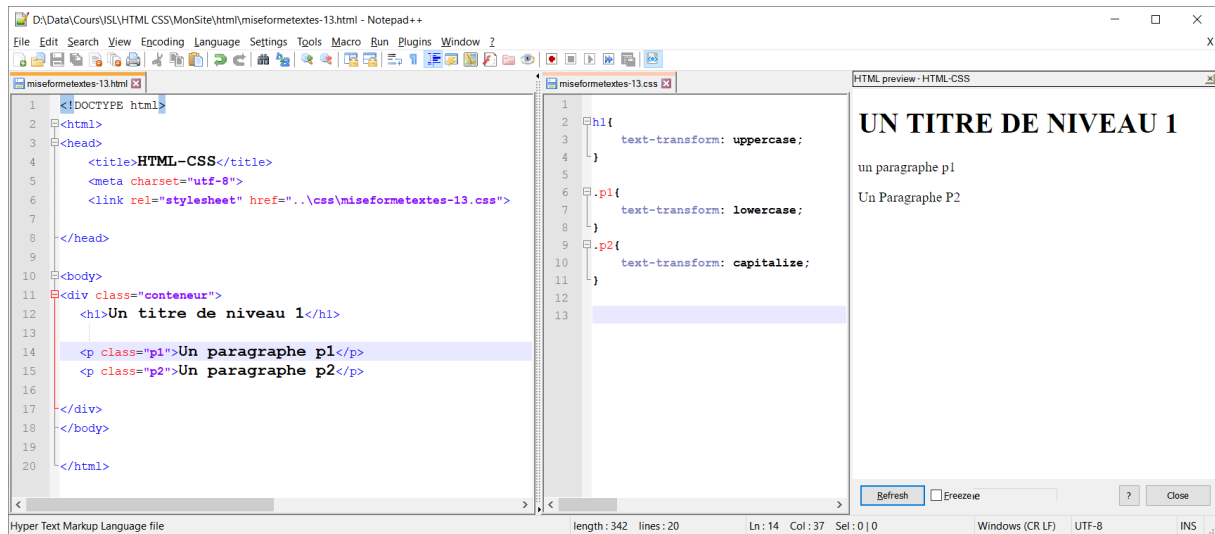 D:\Data\Cours\ISL\HTML CSS\MonSite\html\miseformetextes-13.html - Notepad++
File Edit Search View Encoding Language Settings Tools Macro Run Plugins Window ?
X
miseformetextes-13.html
1 <!DOCTYPE html>
2 <html>
3 <head>
4 <title>HTML-CSS</title>
5 <meta charset="utf-8">
6 <link rel="stylesheet" href="..\css\miseformetextes-13.css">
7
8 </head>
9
10 <body>
11 <div class="conteneur">
12 <h1>Un titre de niveau 1</h1>
13
14 <p class="p1">Un paragraphe p1</p>
15 <p class="p2">Un paragraphe p2</p>
16
17 </div>
18 </body>
19
20 </html>
miseformetextes-13.css
1
2 h1{
3 text-transform: uppercase;
4 }
5
6 .p1{
7 text-transform: lowercase;
8 }
9 .p2{
10 text-transform: capitalize;
11 }
12
13
HTML preview - HTML-CSS
UN TITRE DE NIVEAU 1
un paragraphe p1
Un Paragraphe P2
Refresh Freeze ? Close
Hyper Text Markup Language file length : 342 lines : 20 Ln : 14 Col : 37 Sel : 0 | 0 Windows (CR LF) UTF-8 INS